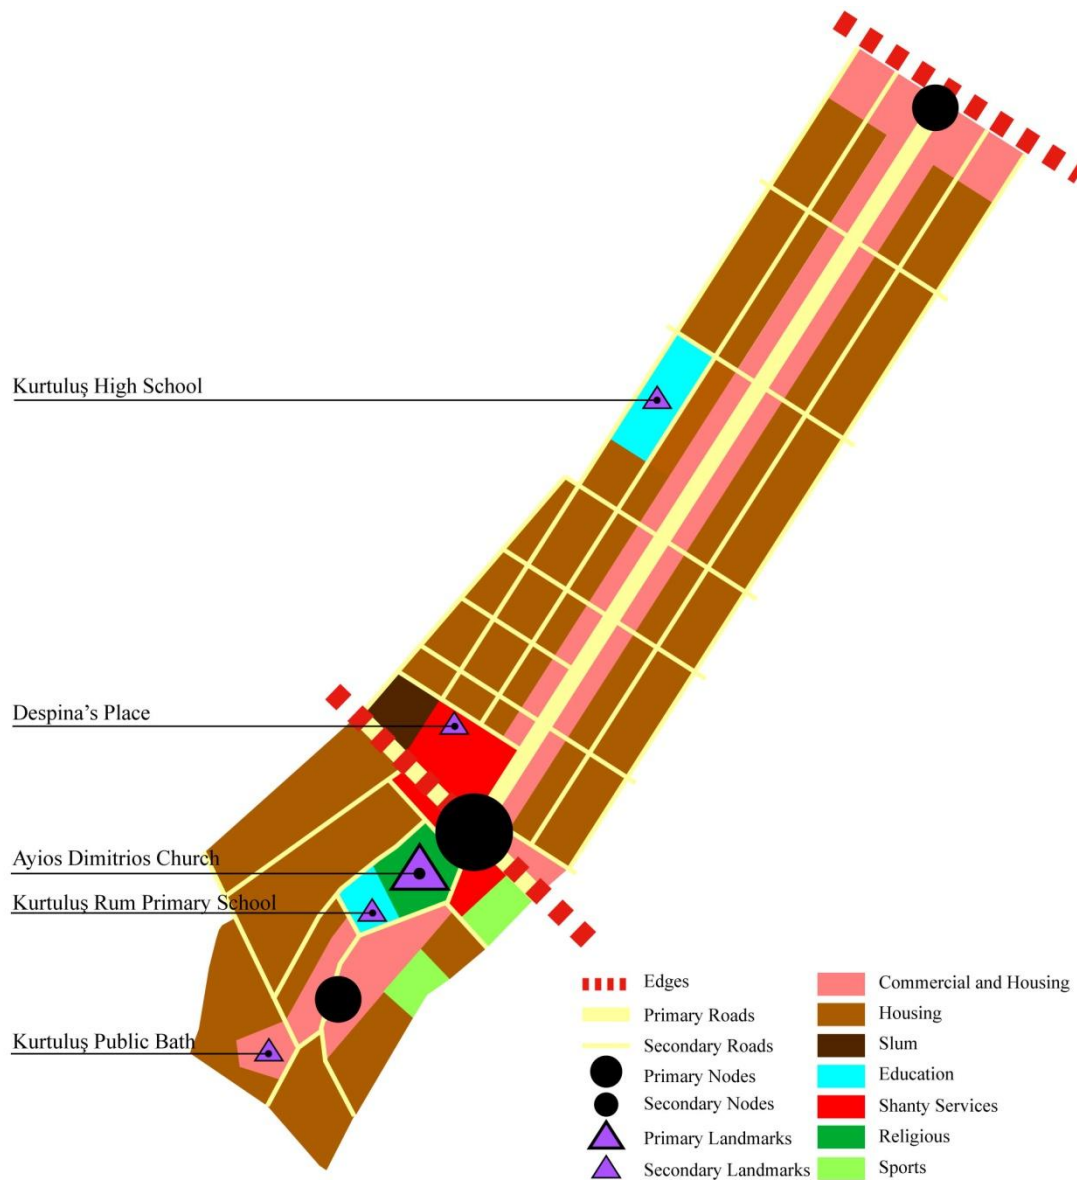 Kurtuluş High School
Despina's Place
Ayios Dimitrios Church
Kurtuluş Rum Primary School
Kurtuluş Public Bath
Edges
Primary Roads
Secondary Roads
Primary Nodes
Secondary Nodes
Primary Landmarks
Secondary Landmarks
Commercial and Housing
Housing
Slum
Education
Shanty Services
Religious
Sports